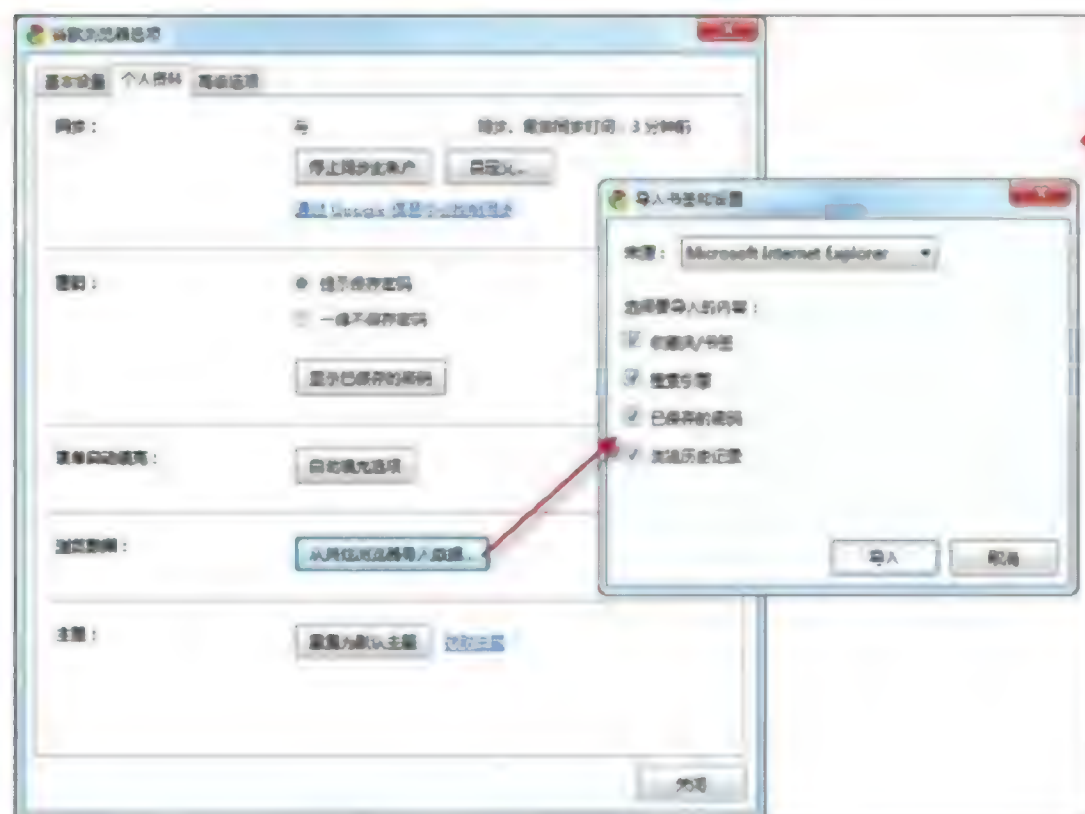 谷歌浏览器选项
基本设置 个人资料 高级选项
同步：
3 分钟前
停止同步此帐户 自定义...
密码：
提示保存密码
一律不保存密码
显示已保存的密码
表单自动填充：
自动填充选项
浏览数据：
从其他浏览器导入数据...
主题：
重置为默认主题 获取主题
关闭
导入书签和设置
来源： Microsoft Internet Explorer
选择要导入的内容：
收藏夹/书签
搜索引擎
已保存的密码
浏览历史记录
导入 取消